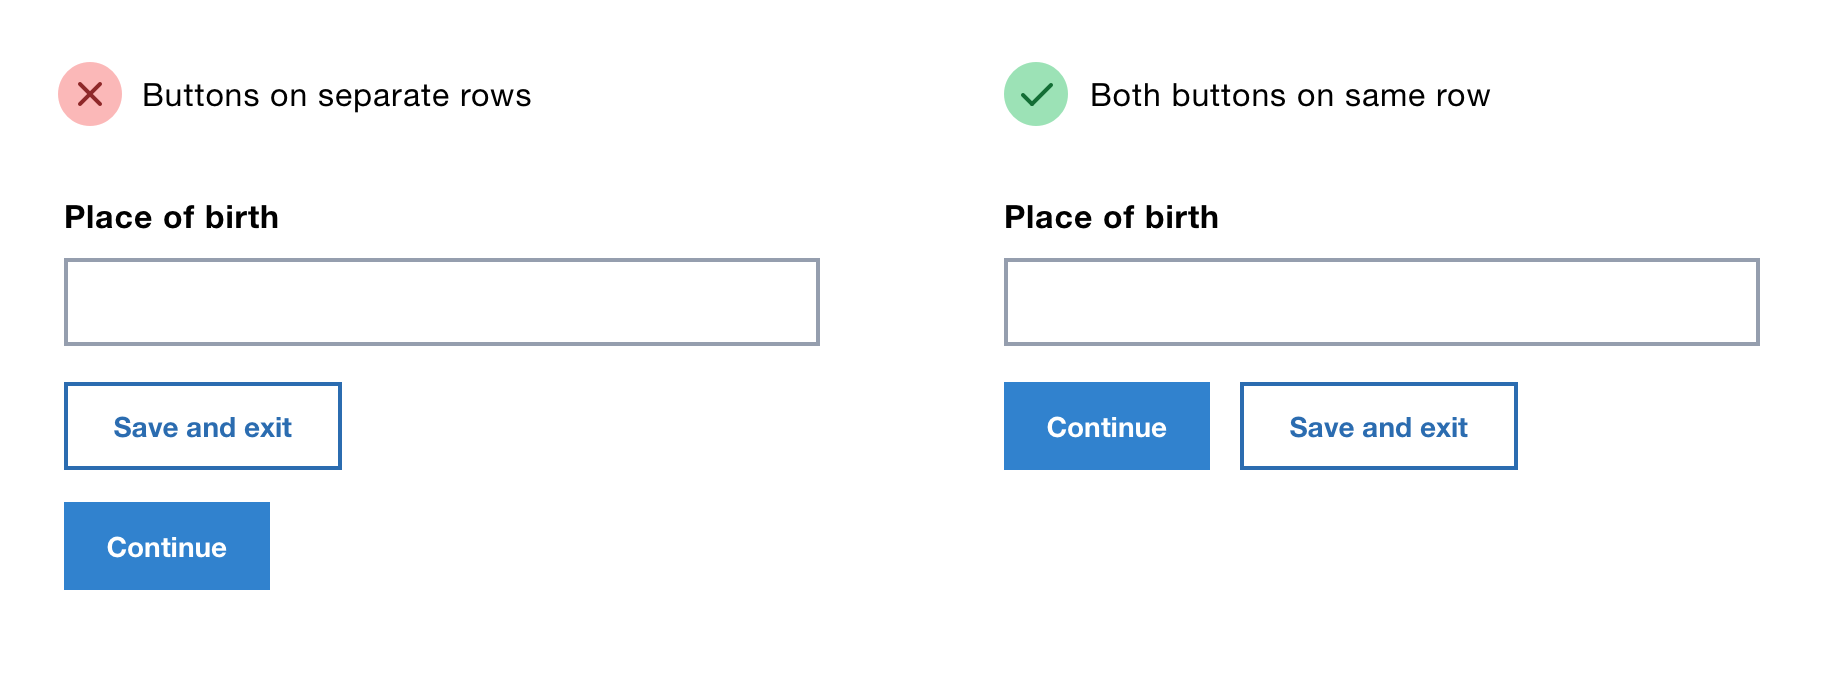 Buttons on separate rows
Place of birth
Save and exit
Continue
Both buttons on same row
Place of birth
Continue Save and exit